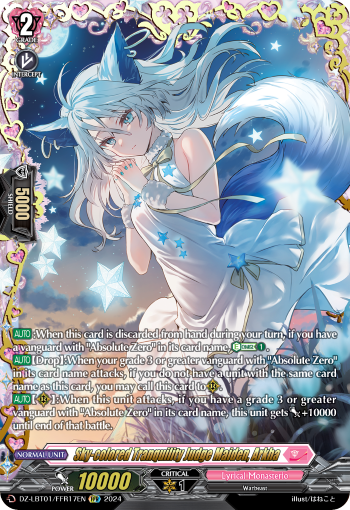 2
GRADE
INTERCEPT
5000
SHIELD
AUTO:When this card is discarded from hand during your turn, if you have
a vanguard with "Absolute Zero" in its card name, 1
AUTO [Drop]:When your grade 3 or greater vanguard with "Absolute Zero"
in its card name attacks, if you do not have a unit with the same card
name as this card, you may call this card to
AUTO [ ]:When this unit attacks, if you have a grade 3 or greater
vanguard with "Absolute Zero" in its card name, this unit gets +10000
until end of that battle.
NORMAL UNIT Sky-colored Tranquility Judge Maiden,
POWER 10000 CRITICAL 1 Lyrical Monasterio
Warbeast
DZ-LBT01/FFR17EN 2024 illust/はねこと